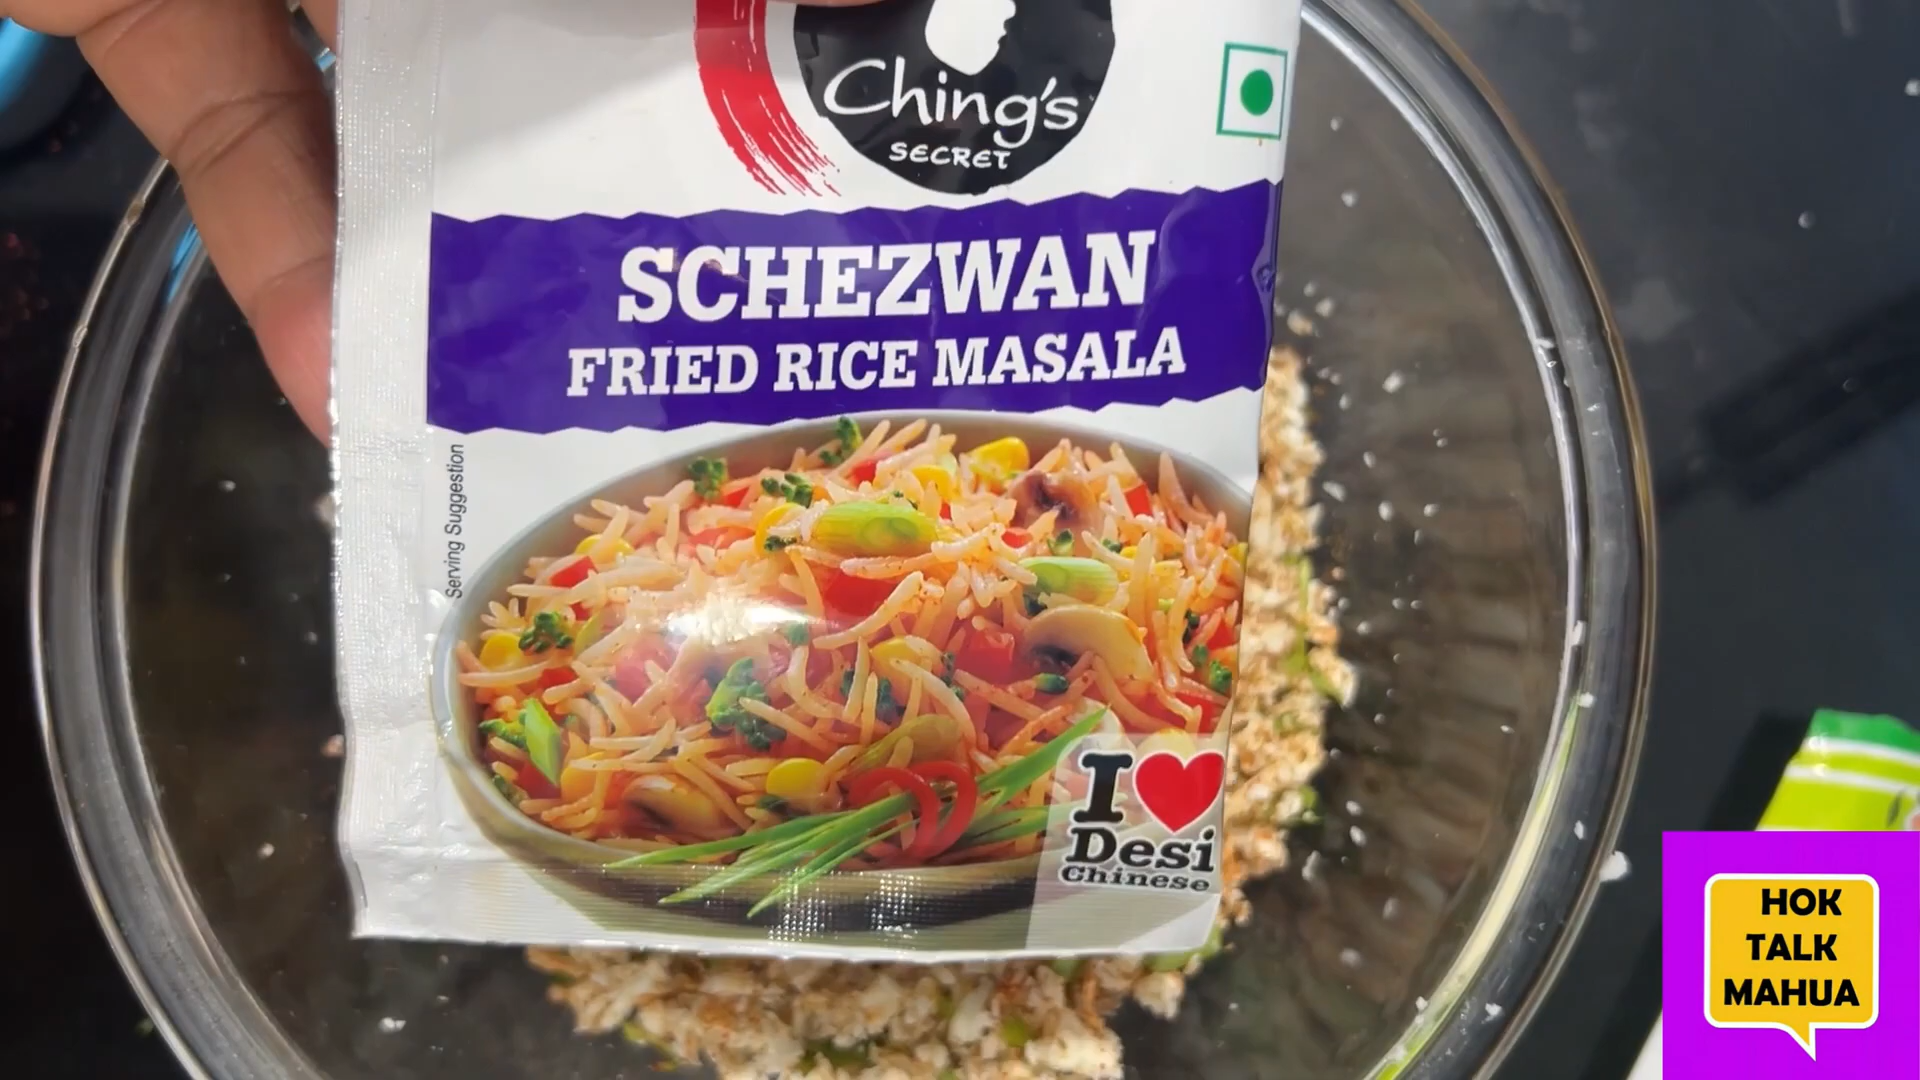 Ching's
SECRET
SCHEZWAN
FRIED RICE MASALA
Serving Suggestion
I
Desi
Chinese
HOK
TALK
MAHUA